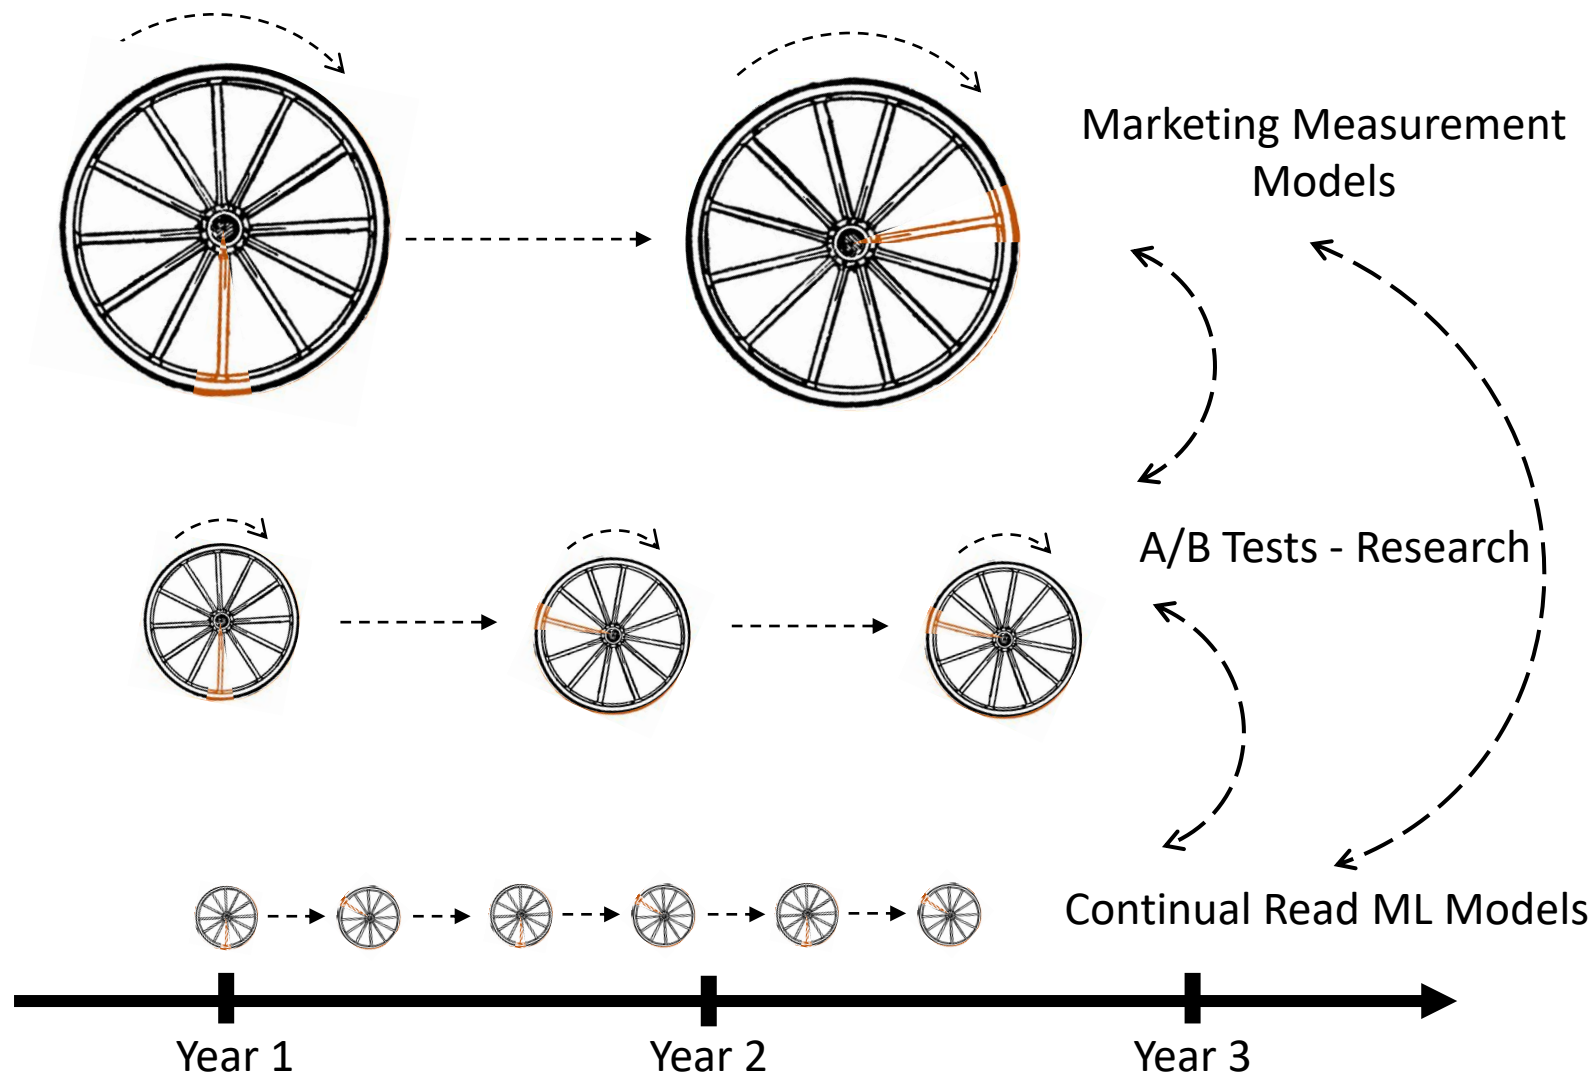 Marketing Measurement
Models
A/B Tests - Research
Continual Read ML Models
Year 1
Year 2
Year 3